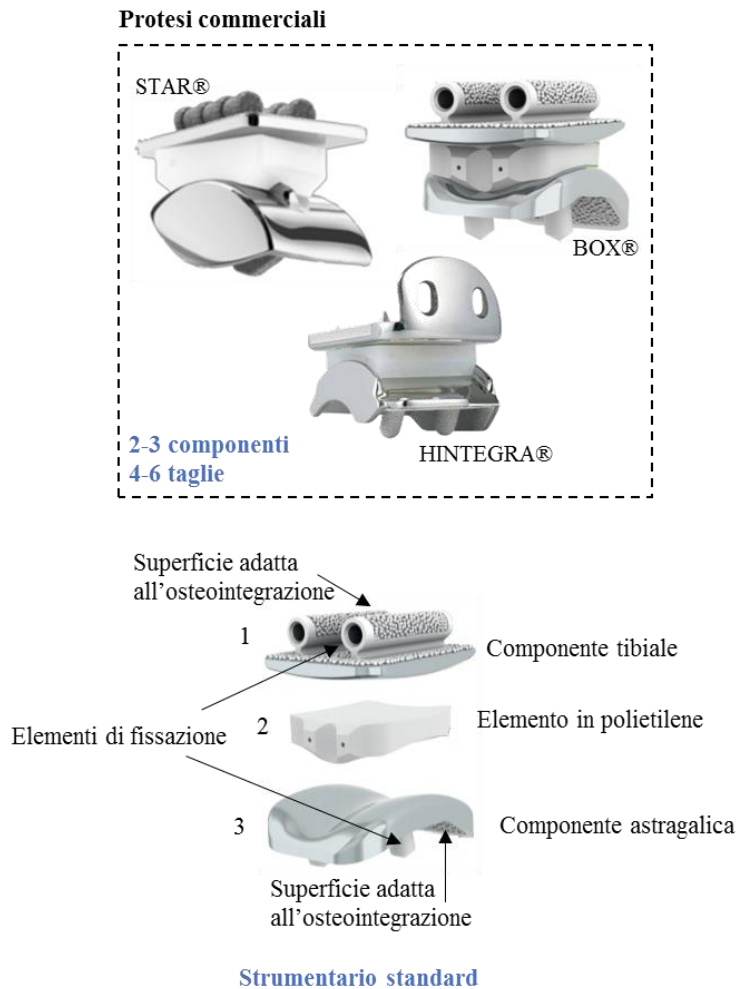 Protesi commerciali
STAR®
BOX®
HINTEGRA®
2-3 componenti
4-6 taglie
Superficie adatta
all’osteointegrazione
1
Componente tibiale
Elementi di fissazione
2
Elemento in polietilene
3
Componente astragalica
Superficie adatta
all’osteointegrazione
Strumentario standard